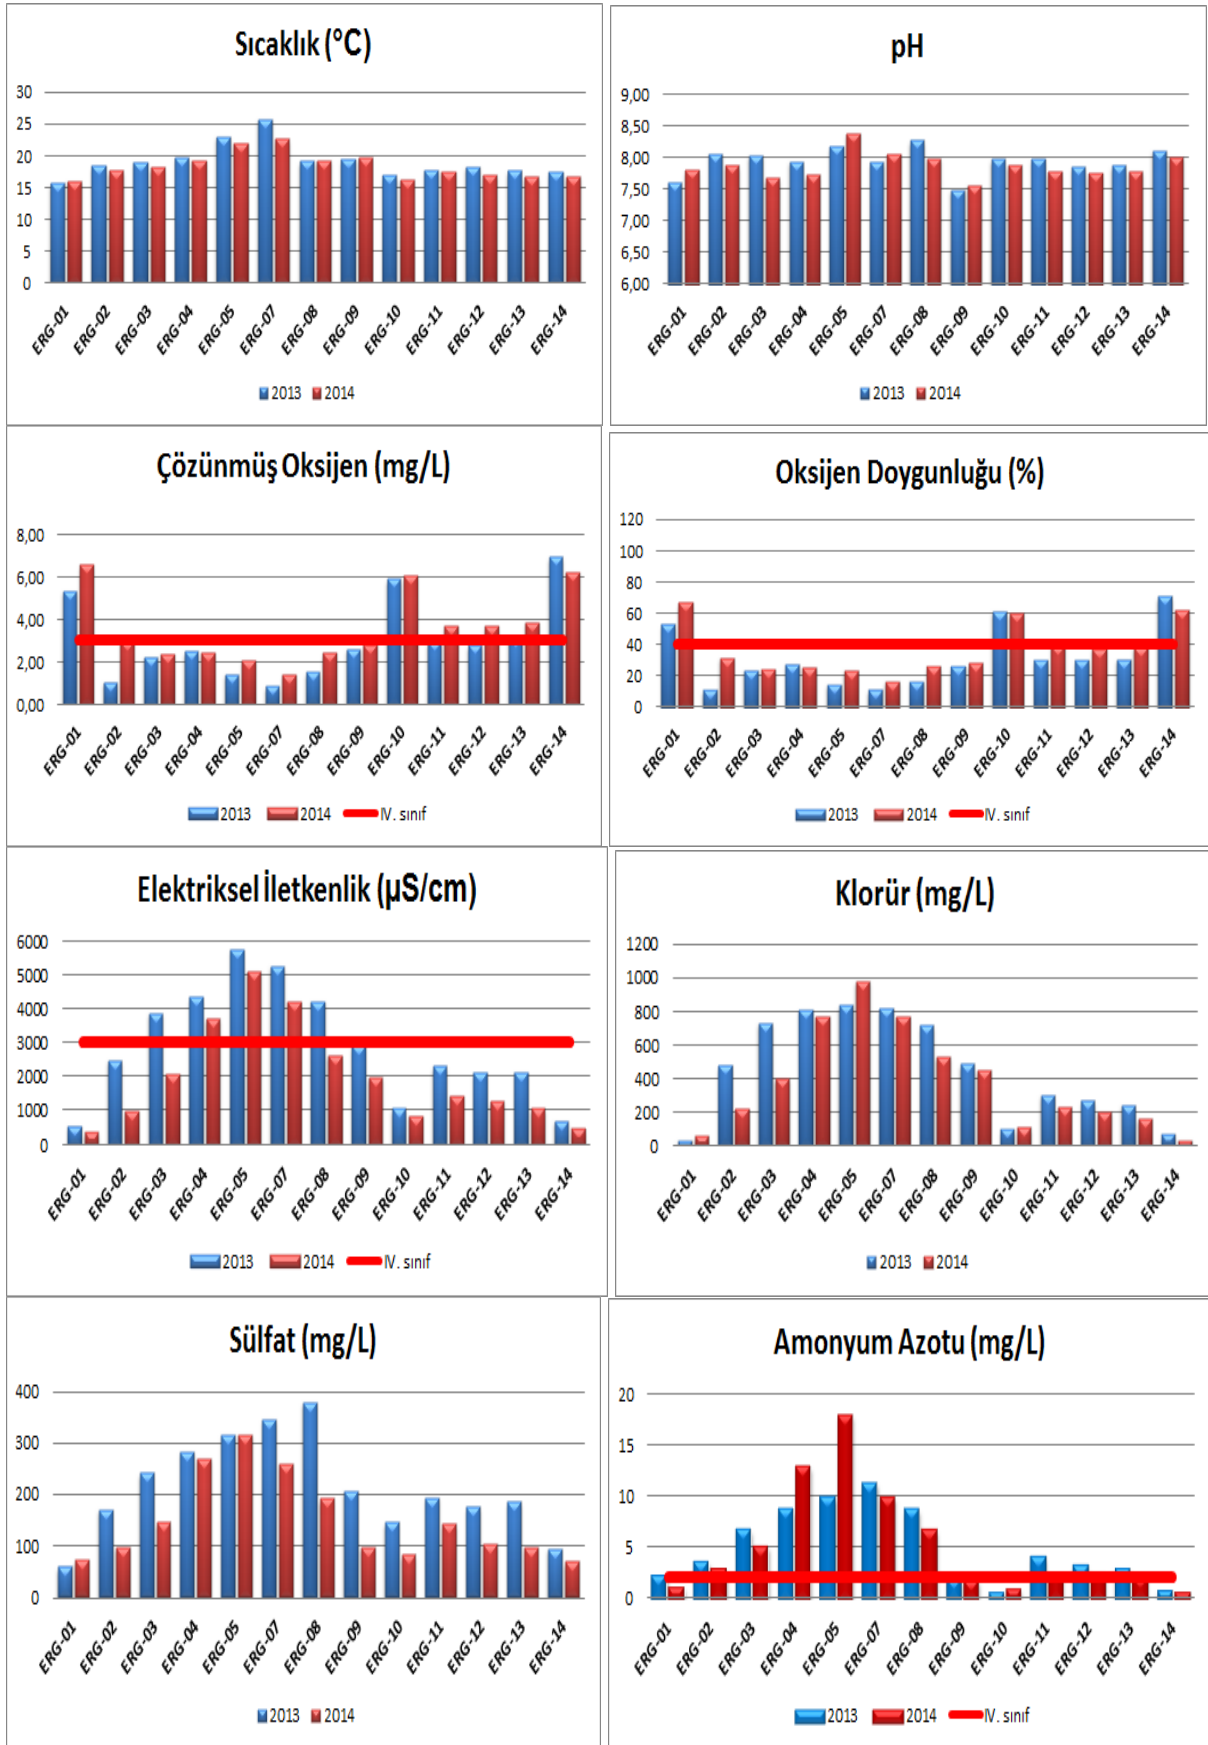 Sıcaklık (°C)
30
25
20
15
10
5
0
ERG-01 ERG-02 ERG-03 ERG-04 ERG-05 ERG-07 ERG-08 ERG-09 ERG-10 ERG-11 ERG-12 ERG-13 ERG-14
2013 2014
pH
9,00
8,50
8,00
7,50
7,00
6,50
6,00
ERG-01 ERG-02 ERG-03 ERG-04 ERG-05 ERG-07 ERG-08 ERG-09 ERG-10 ERG-11 ERG-12 ERG-13 ERG-14
2013 2014
Çözünmüş Oksijen (mg/L)
8,00
6,00
4,00
2,00
0,00
ERG-01 ERG-02 ERG-03 ERG-04 ERG-05 ERG-07 ERG-08 ERG-09 ERG-10 ERG-11 ERG-12 ERG-13 ERG-14
2013 2014 IV. sınıf
Oksijen Doygunluğu (%)
120
100
80
60
40
20
0
ERG-01 ERG-02 ERG-03 ERG-04 ERG-05 ERG-07 ERG-08 ERG-09 ERG-10 ERG-11 ERG-12 ERG-13 ERG-14
2013 2014 IV. sınıf
Elektriksel İletkenlik (µS/cm)
6000
5000
4000
3000
2000
1000
0
ERG-01 ERG-02 ERG-03 ERG-04 ERG-05 ERG-07 ERG-08 ERG-09 ERG-10 ERG-11 ERG-12 ERG-13 ERG-14
2013 2014 IV. sınıf
Klorür (mg/L)
1200
1000
800
600
400
200
0
ERG-01 ERG-02 ERG-03 ERG-04 ERG-05 ERG-07 ERG-08 ERG-09 ERG-10 ERG-11 ERG-12 ERG-13 ERG-14
2013 2014
Sülfat (mg/L)
400
300
200
100
0
ERG-01 ERG-02 ERG-03 ERG-04 ERG-05 ERG-07 ERG-08 ERG-09 ERG-10 ERG-11 ERG-12 ERG-13 ERG-14
2013 2014
Amonyum Azotu (mg/L)
20
15
10
5
0
ERG-01 ERG-02 ERG-03 ERG-04 ERG-05 ERG-07 ERG-08 ERG-09 ERG-10 ERG-11 ERG-12 ERG-13 ERG-14
2013 2014 IV. sınıf